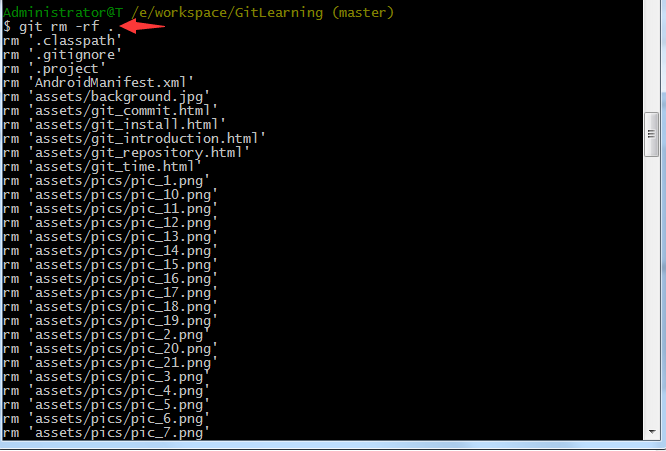 Administrator@T /e/workspace/GitLearning (master)
$ git rm -rf .
rm '.classpath'
rm '.gitignore'
rm '.project'
rm 'AndroidManifest.xml'
rm 'assets/background.jpg'
rm 'assets/git_commit.html'
rm 'assets/git_install.html'
rm 'assets/git_introduction.html'
rm 'assets/git_repository.html'
rm 'assets/git_time.html'
rm 'assets/pics/pic_1.png'
rm 'assets/pics/pic_10.png'
rm 'assets/pics/pic_11.png'
rm 'assets/pics/pic_12.png'
rm 'assets/pics/pic_13.png'
rm 'assets/pics/pic_14.png'
rm 'assets/pics/pic_15.png'
rm 'assets/pics/pic_16.png'
rm 'assets/pics/pic_17.png'
rm 'assets/pics/pic_18.png'
rm 'assets/pics/pic_19.png'
rm 'assets/pics/pic_2.png'
rm 'assets/pics/pic_20.png'
rm 'assets/pics/pic_21.png'
rm 'assets/pics/pic_3.png'
rm 'assets/pics/pic_4.png'
rm 'assets/pics/pic_5.png'
rm 'assets/pics/pic_6.png'
rm 'assets/pics/pic_7.png'